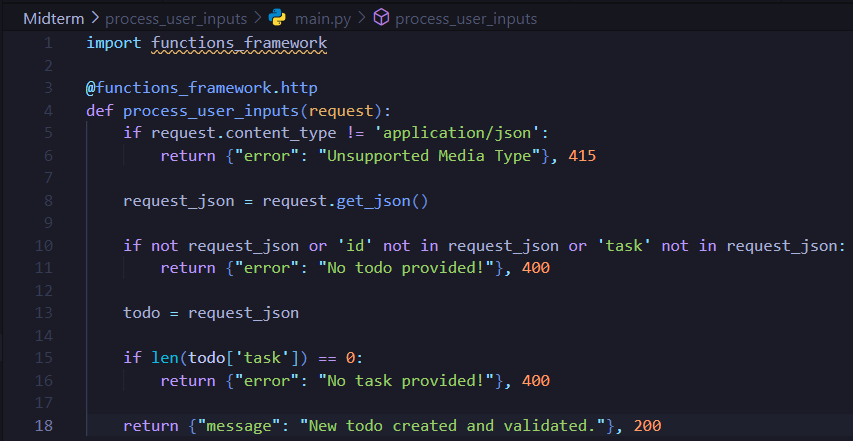 Midterm > process_user_inputs > main.py > process_user_inputs
1 import functions_framework
2
3 @functions_framework.http
4 def process_user_inputs(request):
5     if request.content_type != 'application/json':
6         return {"error": "Unsupported Media Type"}, 415
7
8     request_json = request.get_json()
9
10     if not request_json or 'id' not in request_json or 'task' not in request_json:
11         return {"error": "No todo provided!"}, 400
12
13     todo = request_json
14
15     if len(todo['task']) == 0:
16         return {"error": "No task provided!"}, 400
17
18     return {"message": "New todo created and validated."}, 200